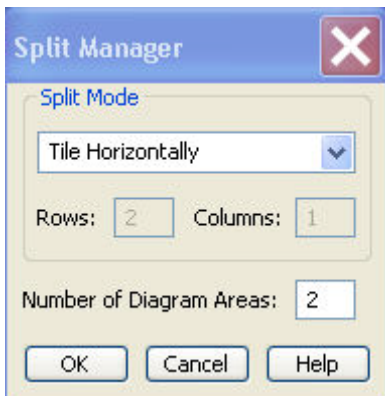 Split Manager
Split Mode
Tile Horizontally
Rows: 2 Columns: 1
Number of Diagram Areas: 2
OK Cancel Help